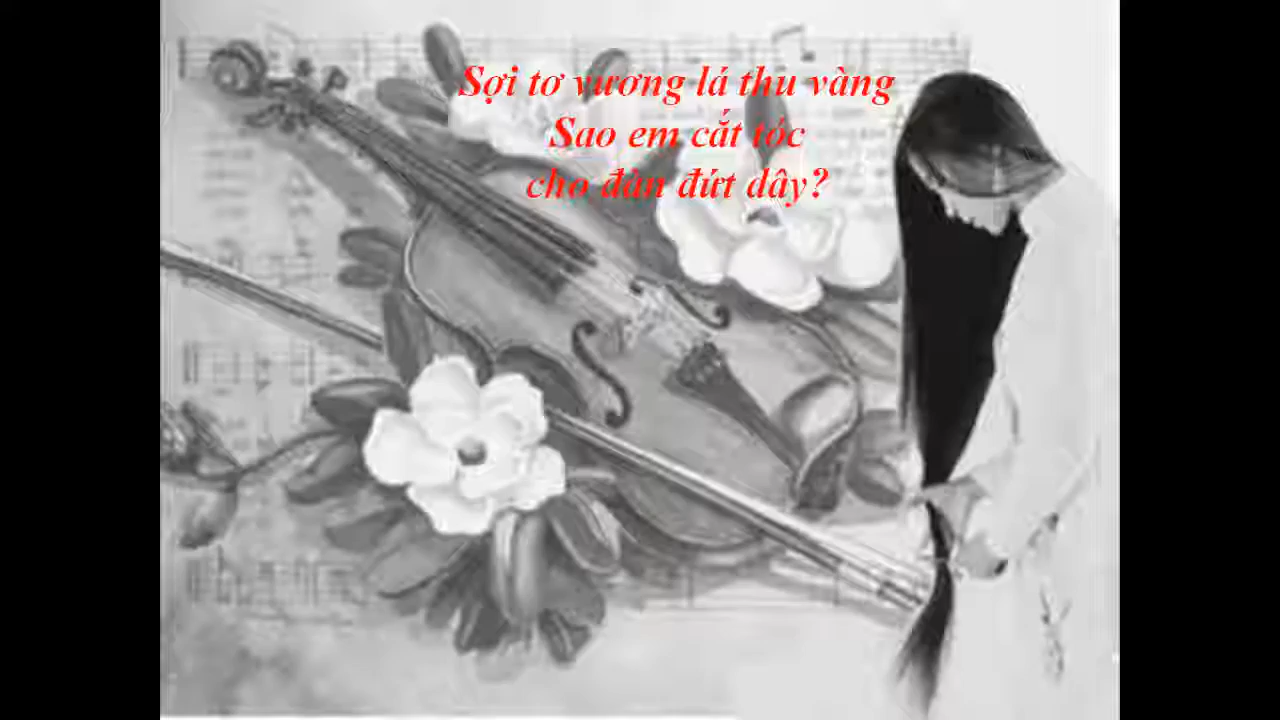 Sợi tơ vương lá thu vàng
Sao em cắt tóc
cho đàn đứt dây?